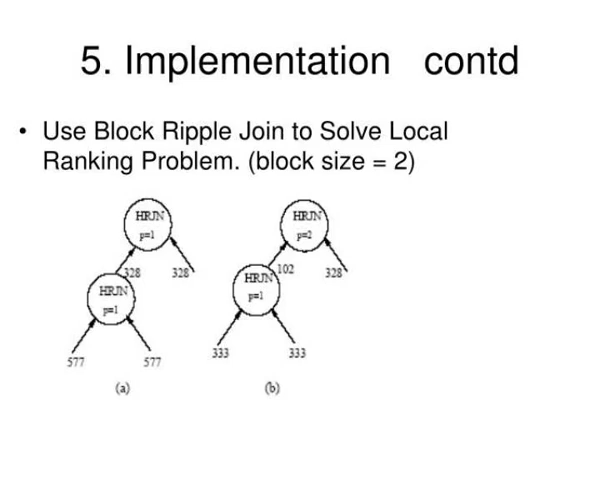 5. Implementation contd
• Use Block Ripple Join to Solve Local
Ranking Problem. (block size = 2)
HRJN HRJN
p=1 p=2
328 328 102 328
HRJN HRJN
p=1 p=1
577 577 333 333
(a) (b)